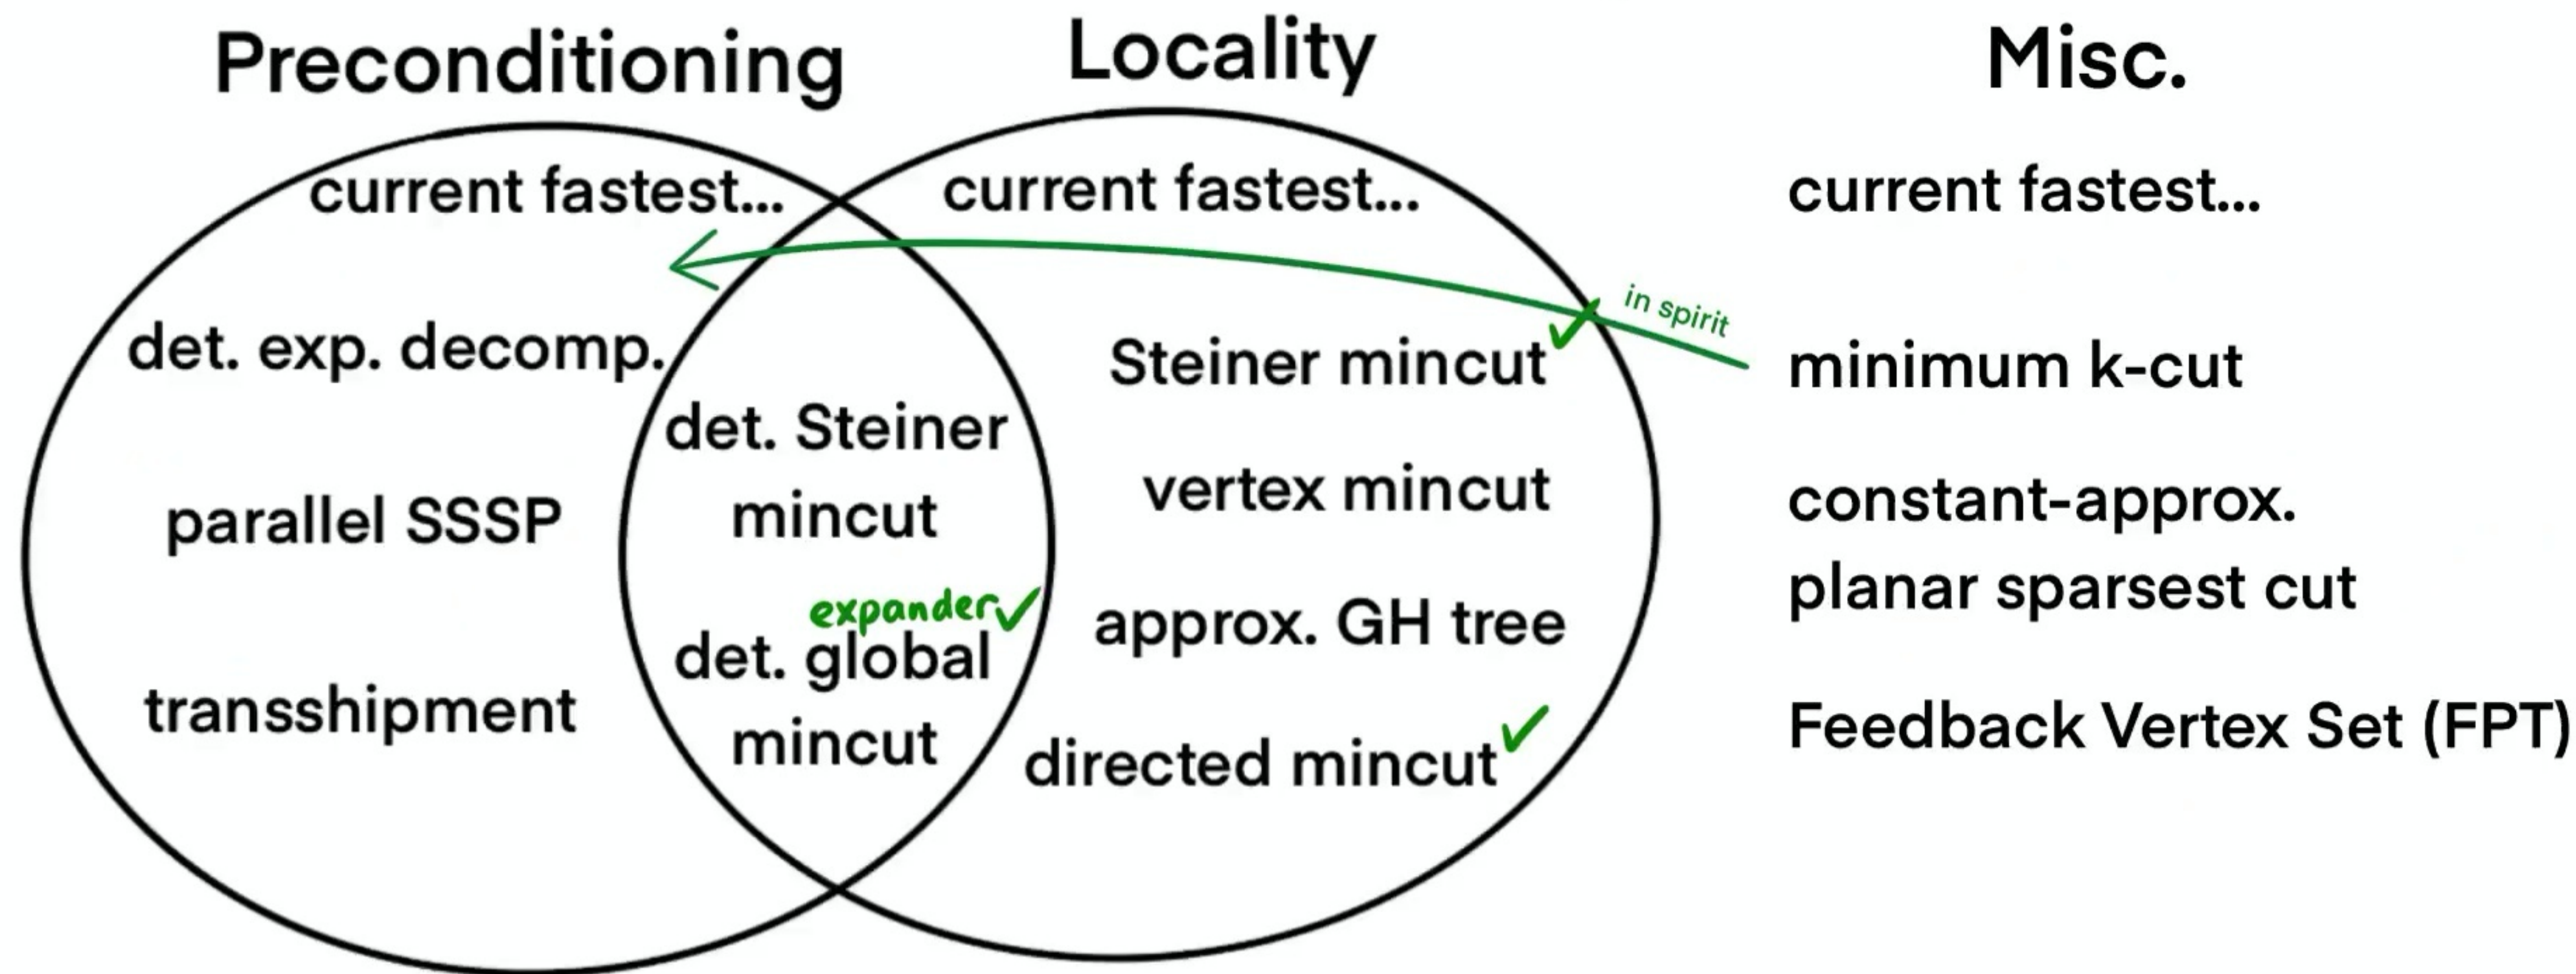 Preconditioning
current fastest...
det. exp. decomp.
parallel SSSP
transshipment
det. Steiner
mincut
expander
det. global
mincut
Locality
current fastest...
Steiner mincut
vertex mincut
approx. GH tree
directed mincut
in spirit
Misc.
current fastest...
minimum k-cut
constant-approx.
planar sparsest cut
Feedback Vertex Set (FPT)